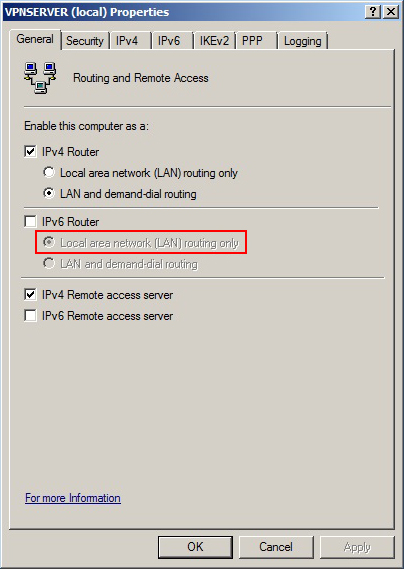 VPNSERVER (local) Properties
General Security IPv4 IPv6 IKEv2 PPP Logging
Routing and Remote Access
Enable this computer as a:
IPv4 Router
Local area network (LAN) routing only
LAN and demand-dial routing
IPv6 Router
Local area network (LAN) routing only
LAN and demand-dial routing
IPv4 Remote access server
IPv6 Remote access server
For more Information
OK Cancel Apply